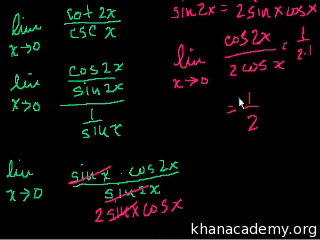 lim x→0 cot 2x / csc x
lim x→0 (cos 2x / sin 2x) / (1 / sin x)
lim x→0 sin x · cos 2x / sin 2x
2 sin x cos x
sin 2x = 2 sin x cos x
lim x→0 cos 2x / 2 cos x = 1 / 2·1
= 1 / 2
khanacademy.org